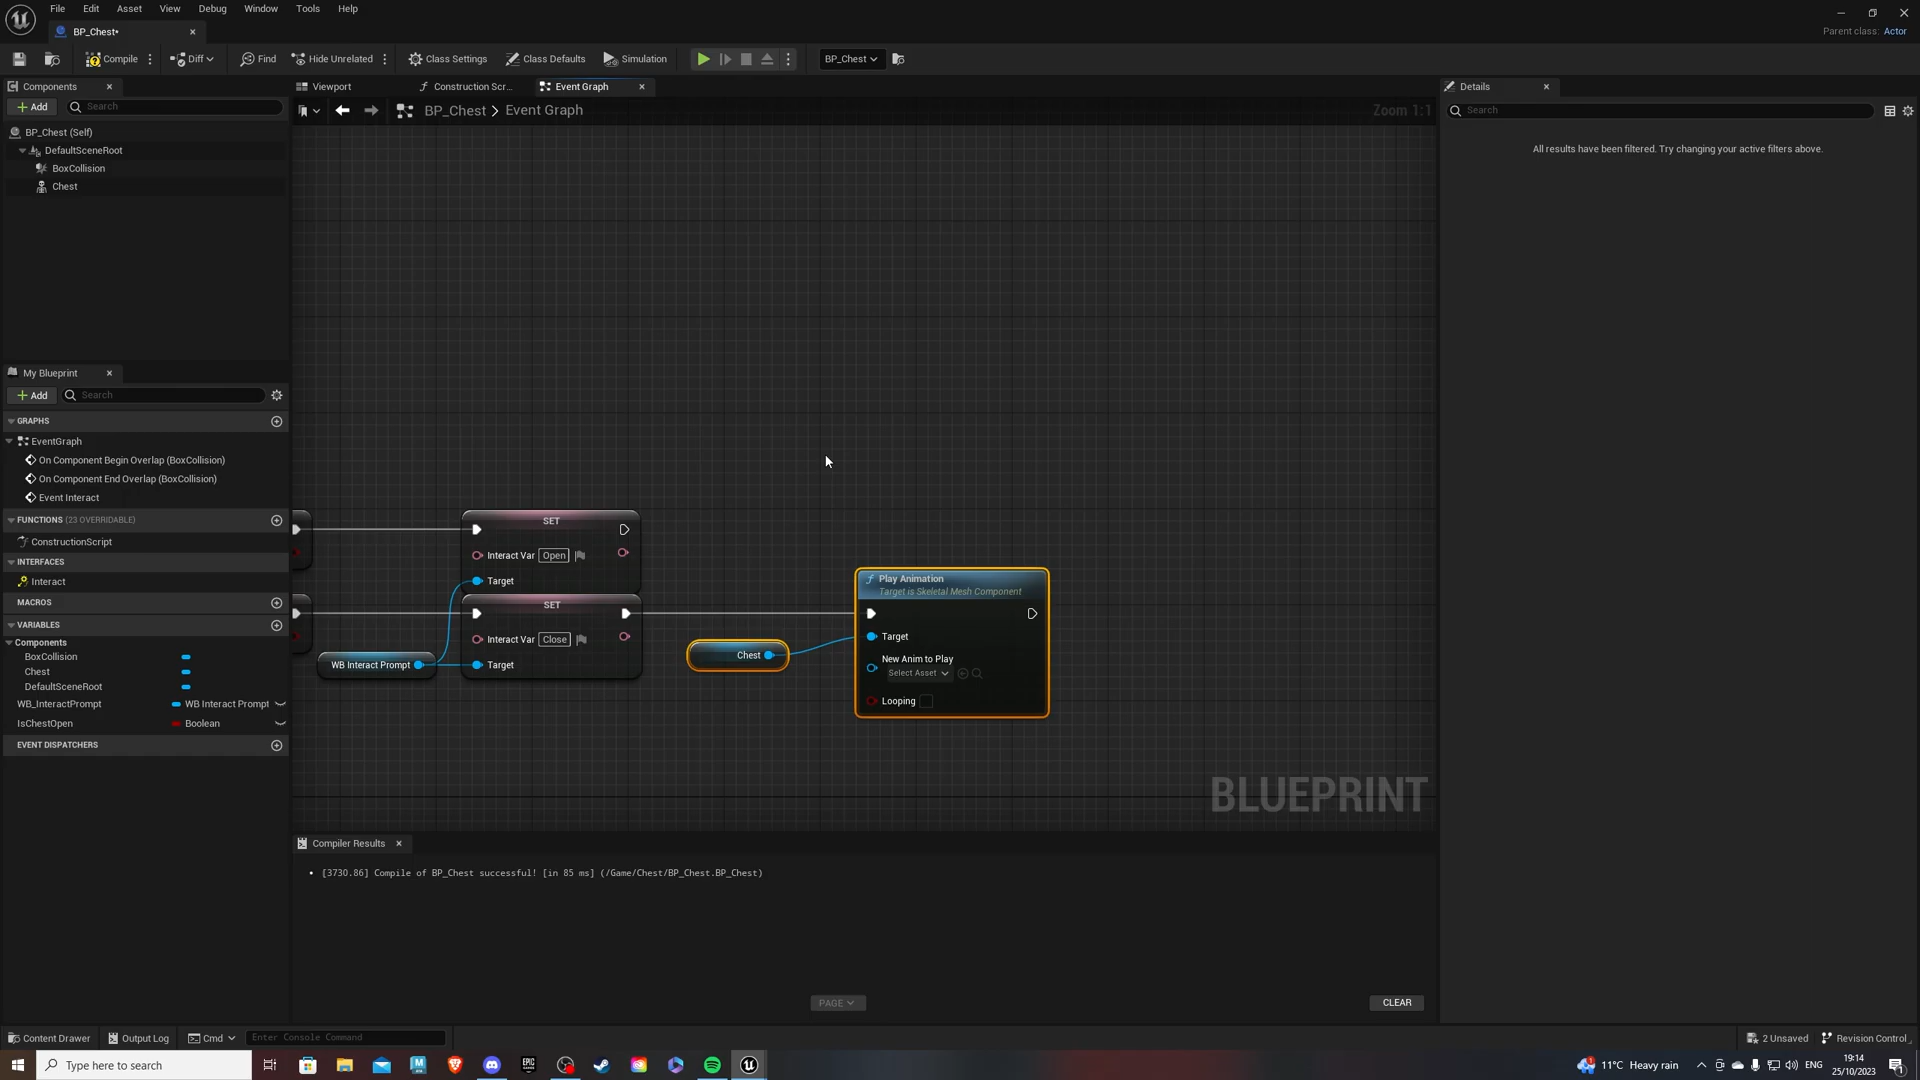 File Edit Asset View Debug Window Tools Help
BP_Chest•
Parent class: Actor
Compile Diff Find Hide Unrelated Class Settings Class Defaults Simulation BP_Chest
Components Viewport Construction Scr... Event Graph Details
Add Search
BP_Chest > Event Graph Zoom 1:1
Search
BP_Chest (Self)
DefaultSceneRoot
BoxCollision
Chest
All results have been filtered. Try changing your active filters above.
My Blueprint
Add Search
GRAPHS
EventGraph
On Component Begin Overlap (BoxCollision)
On Component End Overlap (BoxCollision)
Event Interact
FUNCTIONS (23 OVERRIDABLE)
ConstructionScript
INTERFACES
Interact
MACROS
VARIABLES
Components
BoxCollision
Chest
DefaultSceneRoot
WB_InteractPrompt WB Interact Prompt
IsChestOpen Boolean
EVENT DISPATCHERS
SET
Interact Var Open
Target
SET
Interact Var Close
Target
WB Interact Prompt
Chest
Play Animation
Target is Skeletal Mesh Component
Target
New Anim to Play
Select Asset
Looping
BLUEPRINT
Compiler Results
• [3730.86] Compile of BP_Chest successful! [in 85 ms] (/Game/Chest/BP_Chest.BP_Chest)
PAGE
CLEAR
Content Drawer Output Log Cmd Enter Console Command 2 Unsaved Revision Control
Type here to search
EPIC GAMES
11°C Heavy rain
ENG
19:14
25/10/2023